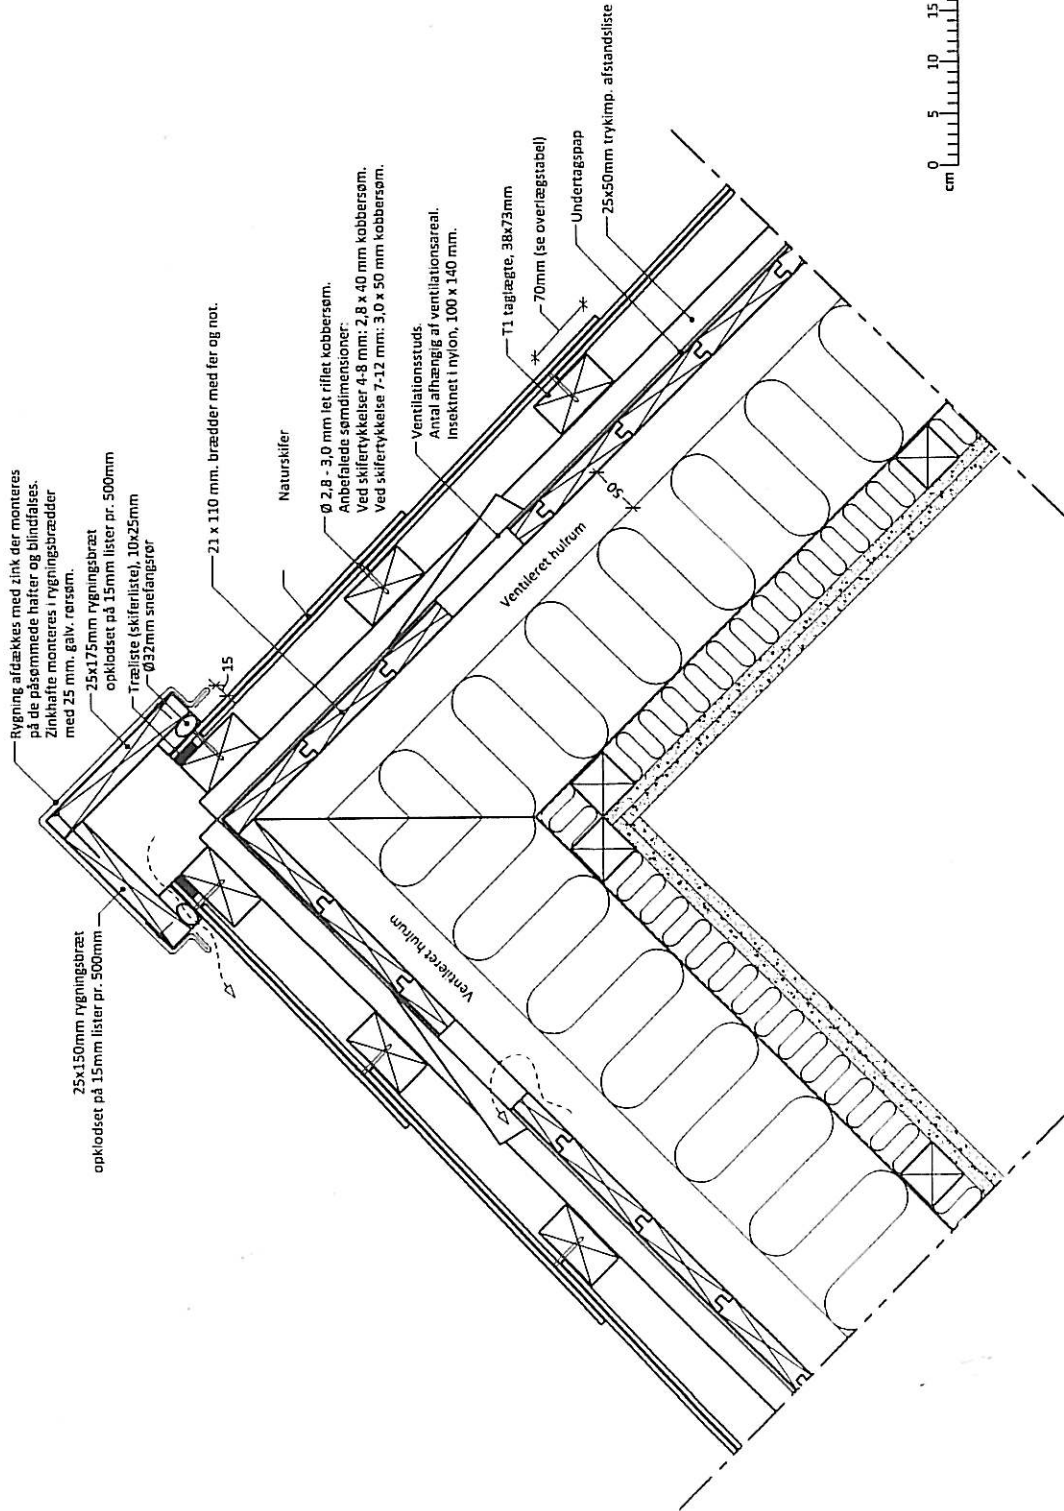 Rygning afdækkes med zink der monteres
på de påsømmede hafter og blindfalses.
Zinkhafte monteres i rygningsbrædder
med 25 mm. galv. rørsøm.
25x175mm rygningsbræt
opklodset på 15mm lister pr. 500mm
Træliste (skiferliste), 10x25mm
Ø32mm snefangsrør
15
25x150mm rygningsbræt
opklodset på 15mm lister pr. 500mm
21 x 110 mm. brædder med fer og not.
Naturskifer
Ø 2,8 - 3,0 mm let riflet kobbersøm.
Anbefalede sømdimensioner:
Ved skifertykkelser 4-8 mm: 2,8 x 40 mm kobbersøm.
Ved skifertykkelse 7-12 mm: 3,0 x 50 mm kobbersøm.
Ventilationsstuds.
Antal afhængig af ventilationsareal.
Insektnet i nylon, 100 x 140 mm.
T1 taglægte, 38x73mm
70mm (se overlægstabel)
Undertagspap
25x50mm trykimp. afstandsliste
50
Ventileret hulrum
Ventileret hulrum
0 5 10 15
cm